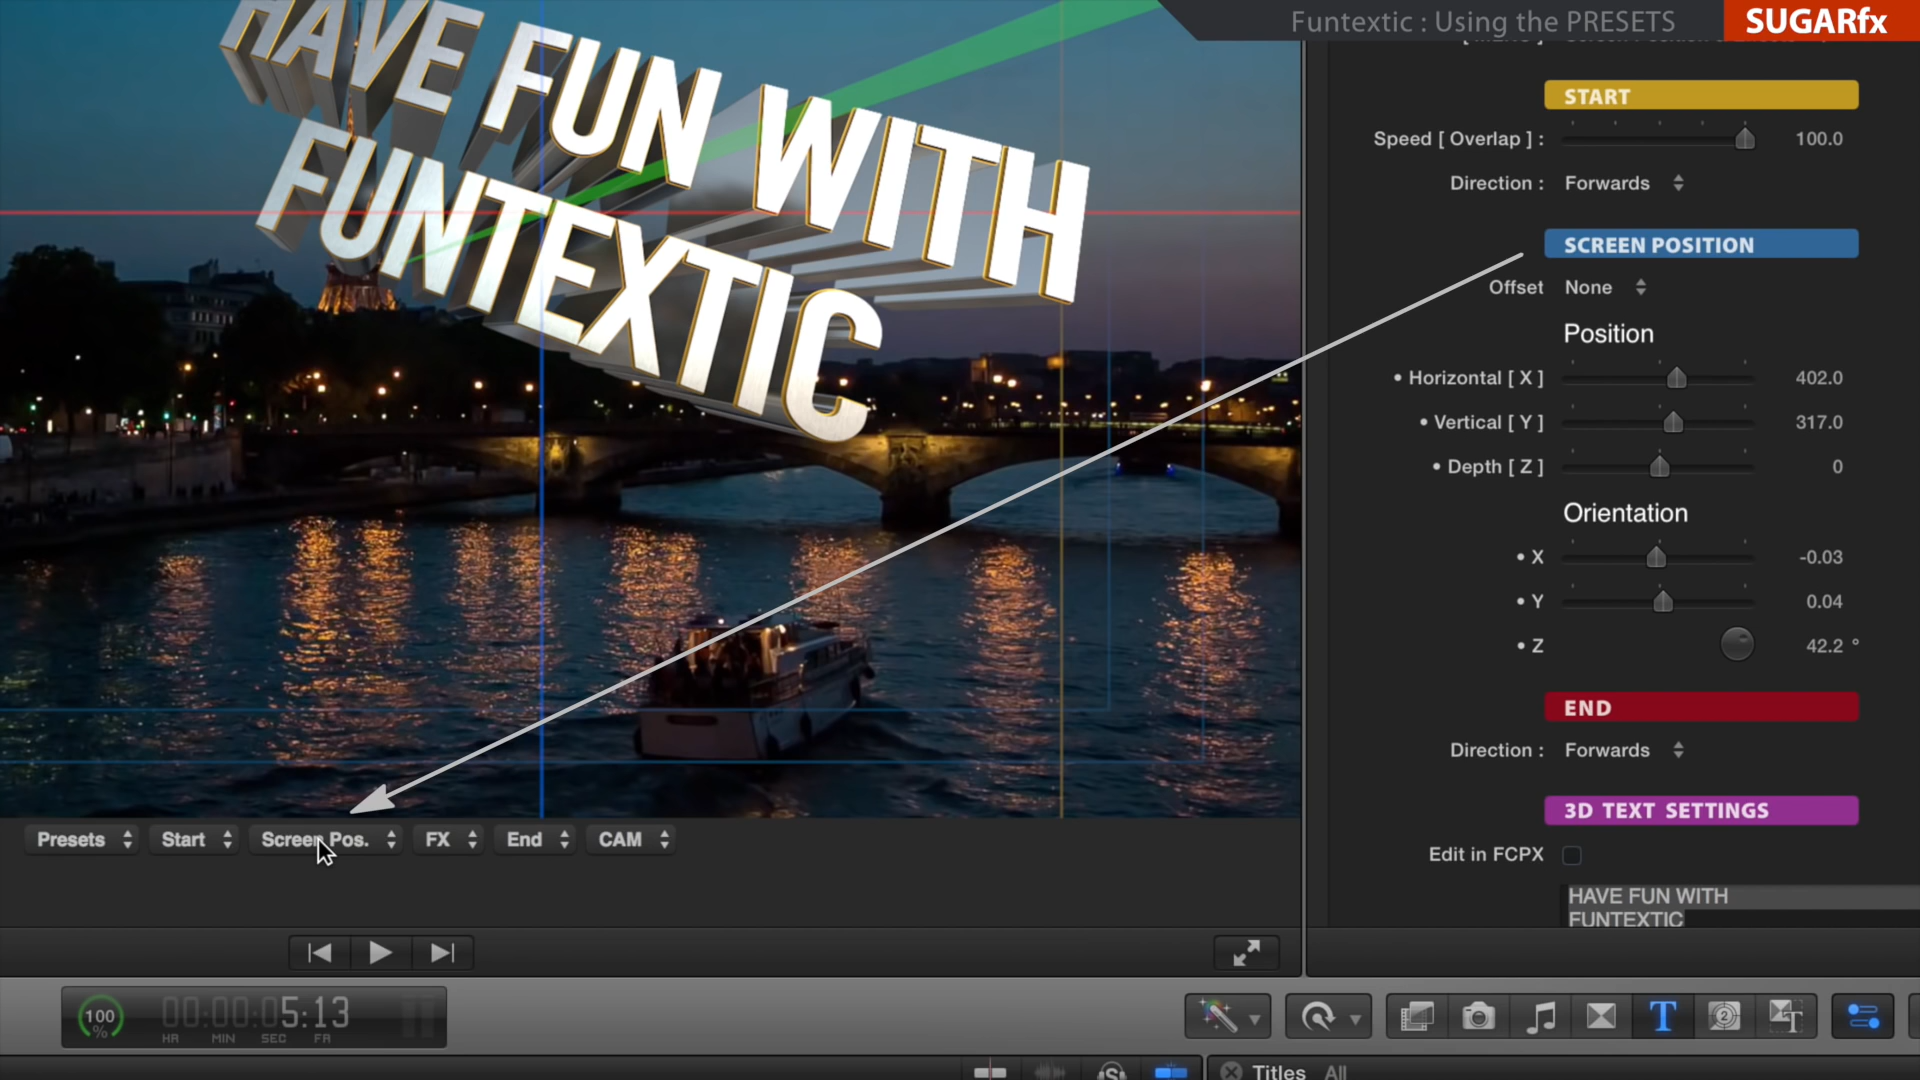 Funtextic : Using the PRESETS
SUGARfx
HAVE FUN WITH
FUNTEXTIC
START
Speed [ Overlap ] :
100.0
Direction :
Forwards
SCREEN POSITION
Offset
None
Position
• Horizontal [ X ]
402.0
• Vertical [ Y ]
317.0
• Depth [ Z ]
0
Orientation
• X
-0.03
• Y
0.04
• Z
42.2 °
END
Direction :
Forwards
3D TEXT SETTINGS
Edit in FCPX
HAVE FUN WITH
FUNTEXTIC
Presets
Start
Screen Pos.
FX
End
CAM
100
%
00:00:05:13
HR MIN SEC FR
T
2
T
S
Titles All